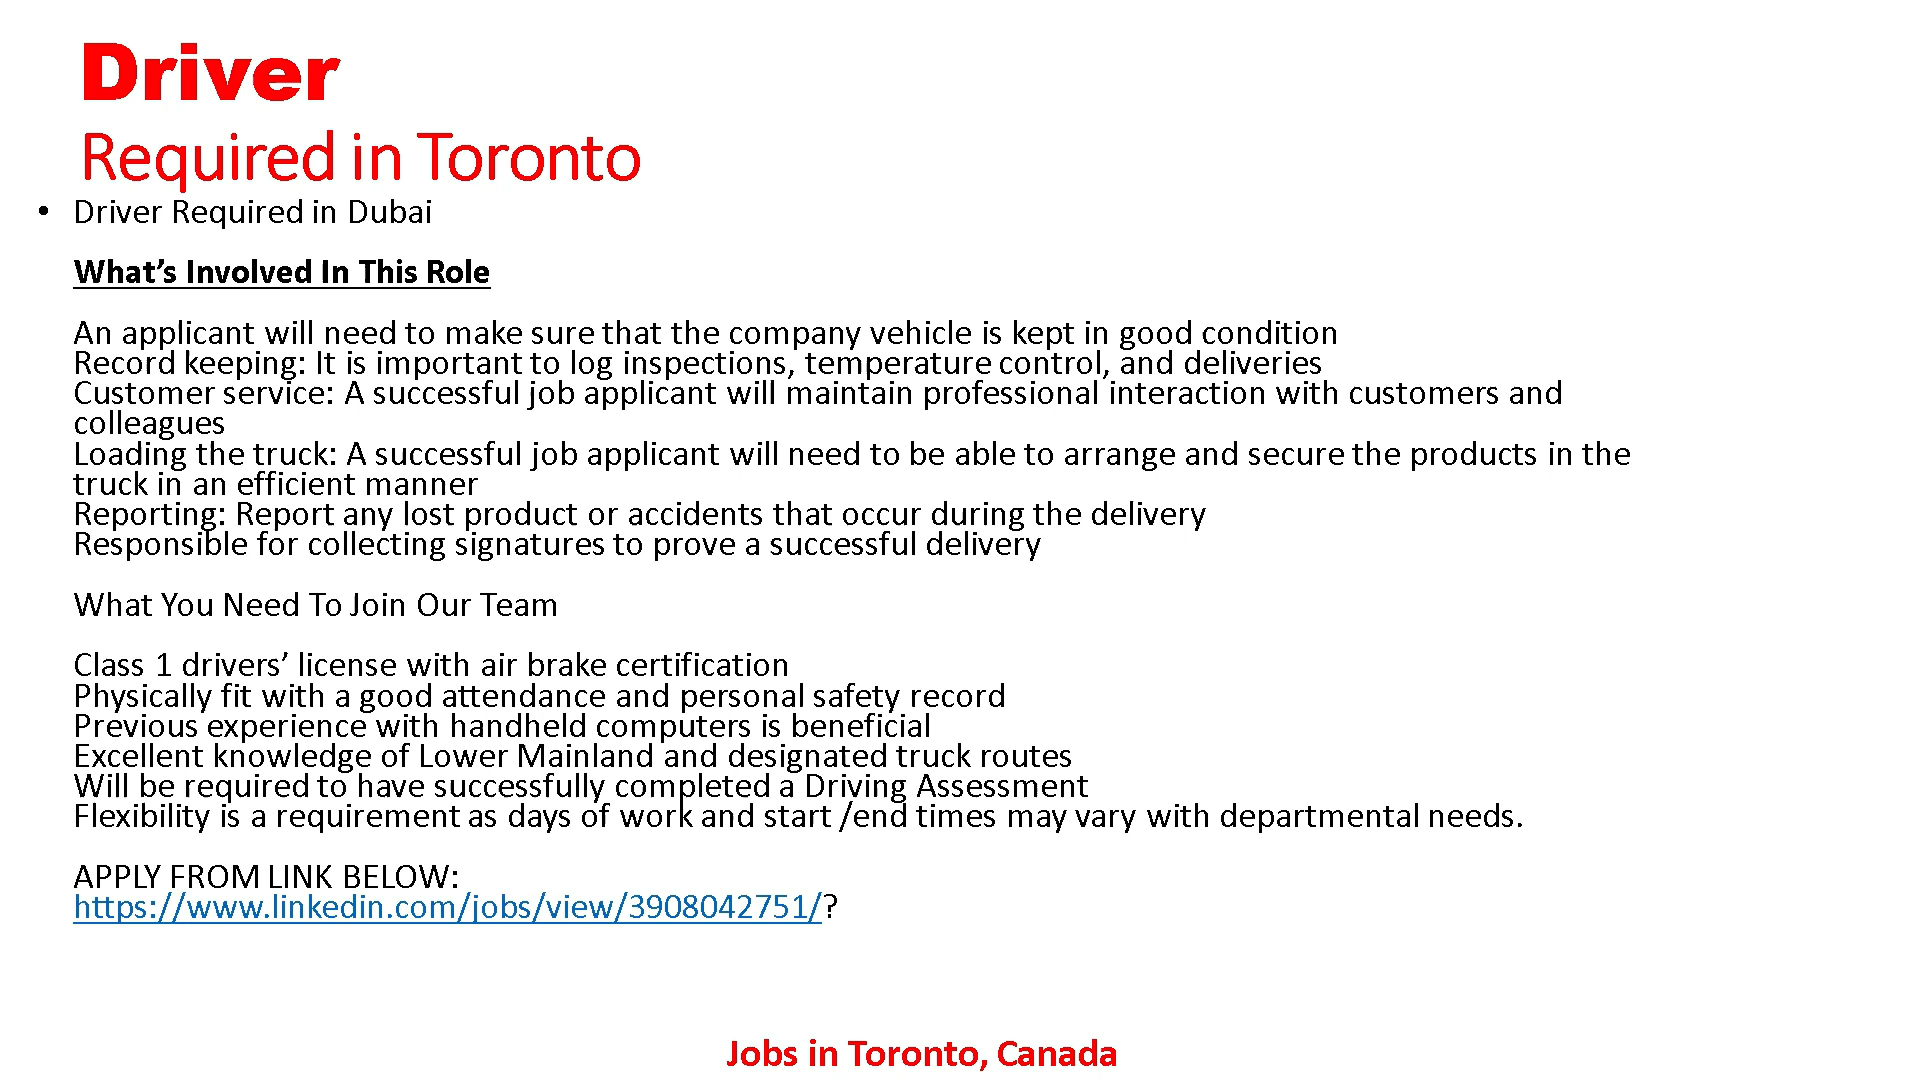 Driver
Required in Toronto
• Driver Required in Dubai
What’s Involved In This Role
An applicant will need to make sure that the company vehicle is kept in good condition
Record keeping: It is important to log inspections, temperature control, and deliveries
Customer service: A successful job applicant will maintain professional interaction with customers and
colleagues
Loading the truck: A successful job applicant will need to be able to arrange and secure the products in the
truck in an efficient manner
Reporting: Report any lost product or accidents that occur during the delivery
Responsible for collecting signatures to prove a successful delivery
What You Need To Join Our Team
Class 1 drivers’ license with air brake certification
Physically fit with a good attendance and personal safety record
Previous experience with handheld computers is beneficial
Excellent knowledge of Lower Mainland and designated truck routes
Will be required to have successfully completed a Driving Assessment
Flexibility is a requirement as days of work and start /end times may vary with departmental needs.
APPLY FROM LINK BELOW:
https://www.linkedin.com/jobs/view/3908042751/?
Jobs in Toronto, Canada